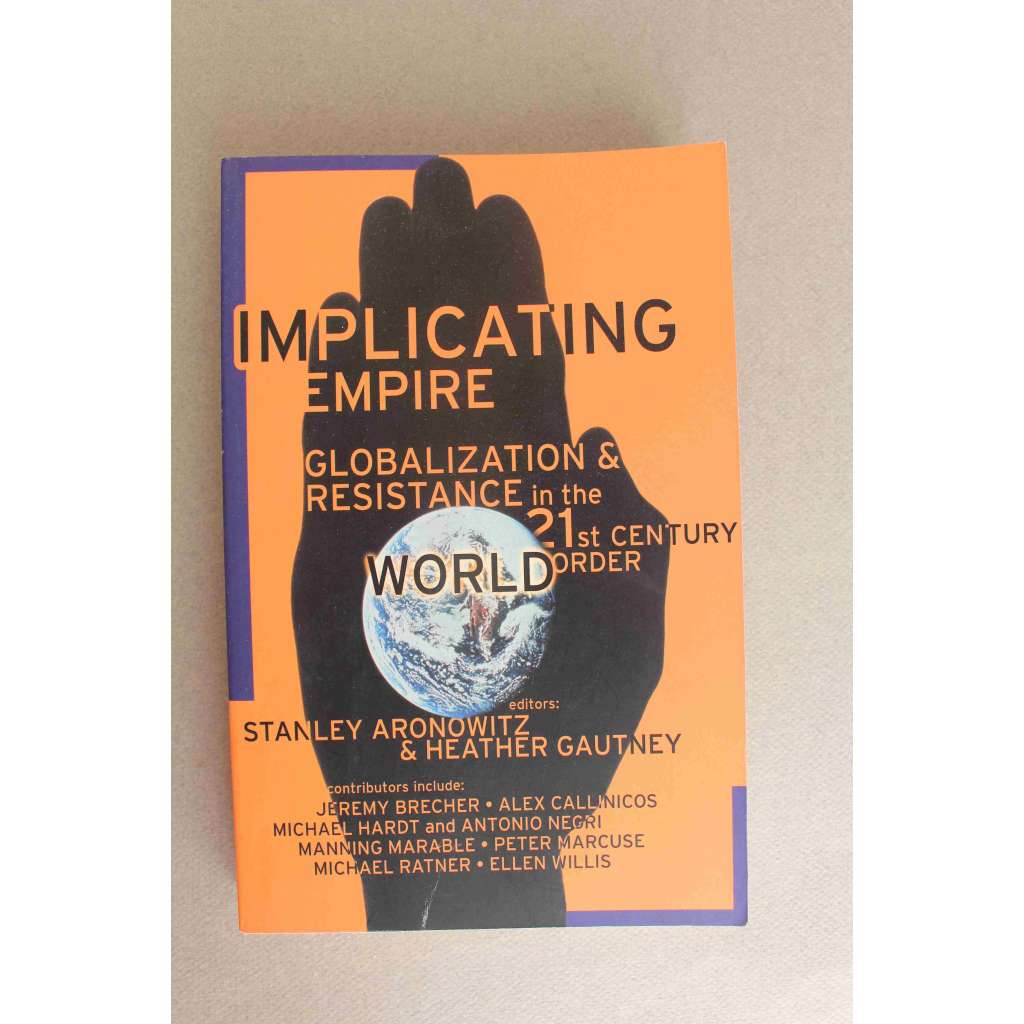 IMPLICATING
EMPIRE
GLOBALIZATION &
RESISTANCE in the
21st CENTURY
WORLD ORDER
editors:
STANLEY ARONOWITZ
& HEATHER GAUTNEY
contributors include:
JEREMY BRECHER • ALEX CALLINICOS
MICHAEL HARDT and ANTONIO NEGRI
MANNING MARABLE • PETER MARCUSE
MICHAEL RATNER • ELLEN WILLIS